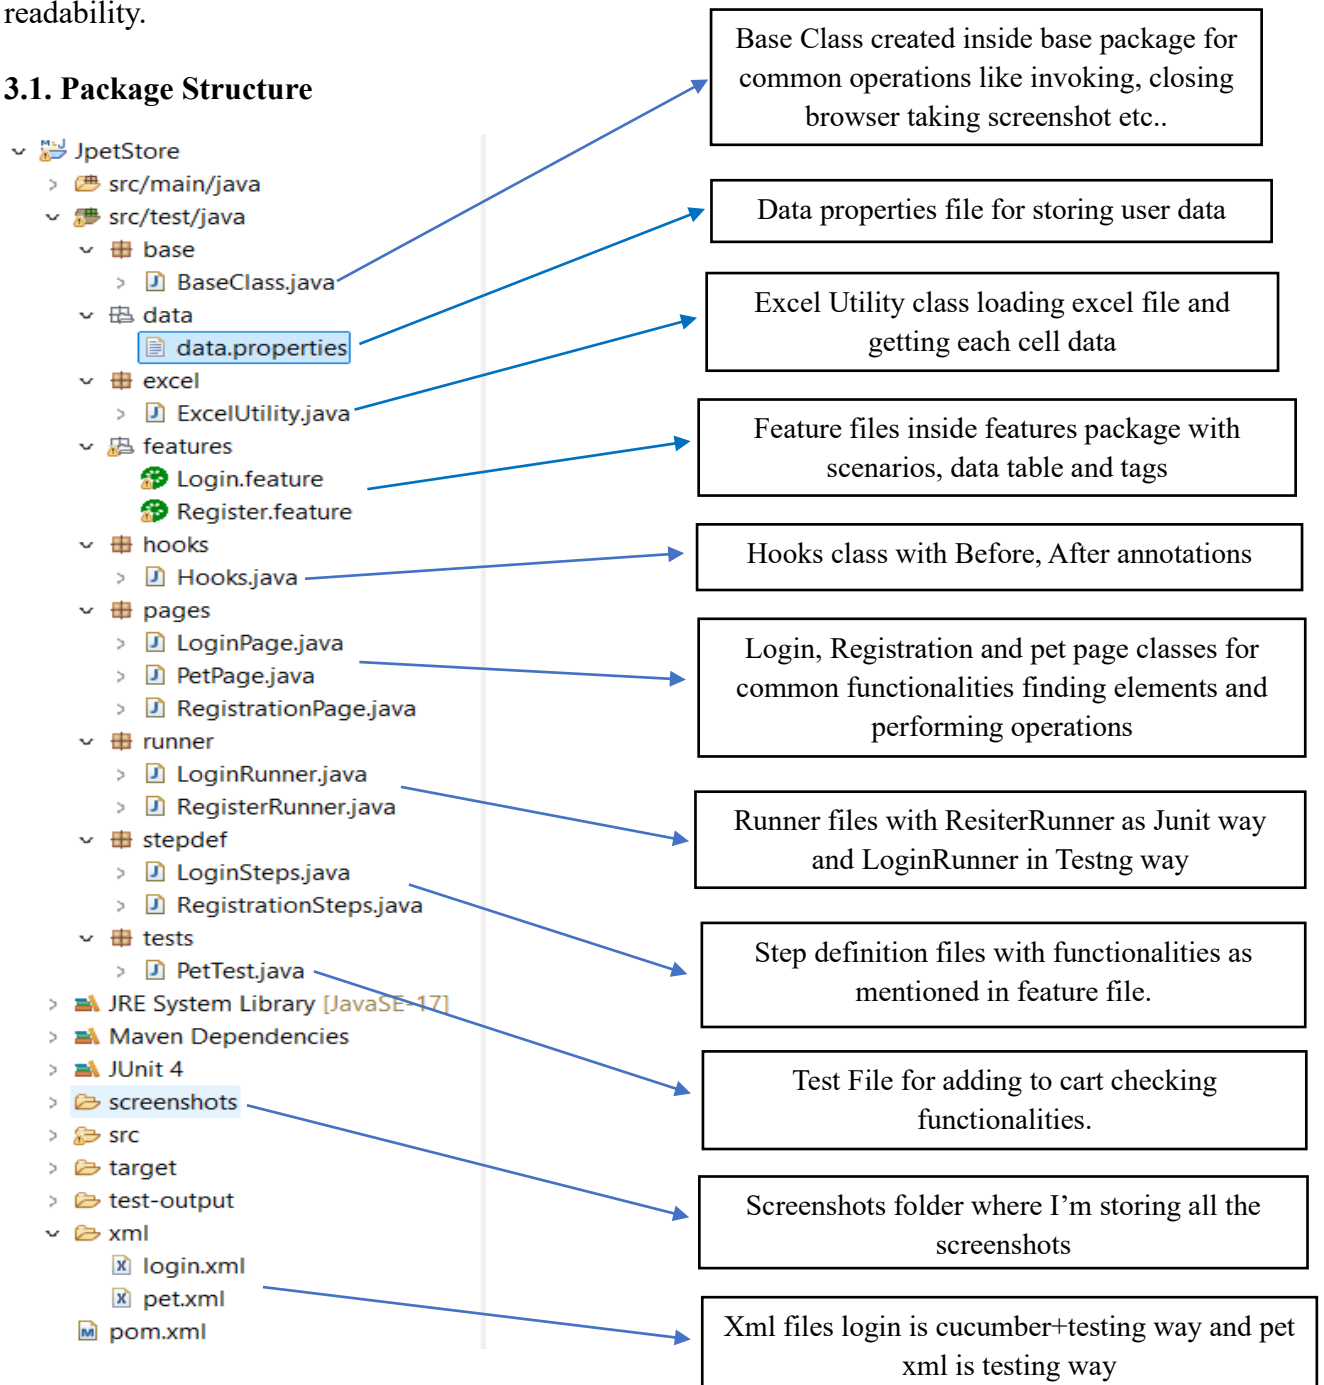 readability.
3.1. Package Structure
JpetStore
src/main/java
src/test/java
base
BaseClass.java
data
data.properties
excel
ExcelUtility.java
features
Login.feature
Register.feature
hooks
Hooks.java
pages
LoginPage.java
PetPage.java
RegistrationPage.java
runner
LoginRunner.java
RegisterRunner.java
stepdef
LoginSteps.java
RegistrationSteps.java
tests
PetTest.java
JRE System Library [JavaSE-17]
Maven Dependencies
JUnit 4
screenshots
src
target
test-output
xml
login.xml
pet.xml
pom.xml
Base Class created inside base package for
common operations like invoking, closing
browser taking screenshot etc..
Data properties file for storing user data
Excel Utility class loading excel file and
getting each cell data
Feature files inside features package with
scenarios, data table and tags
Hooks class with Before, After annotations
Login, Registration and pet page classes for
common functionalities finding elements and
performing operations
Runner files with ResiterRunner as Junit way
and LoginRunner in Testng way
Step definition files with functionalities as
mentioned in feature file.
Test File for adding to cart checking
functionalities.
Screenshots folder where I’m storing all the
screenshots
Xml files login is cucumber+testing way and pet
xml is testing way